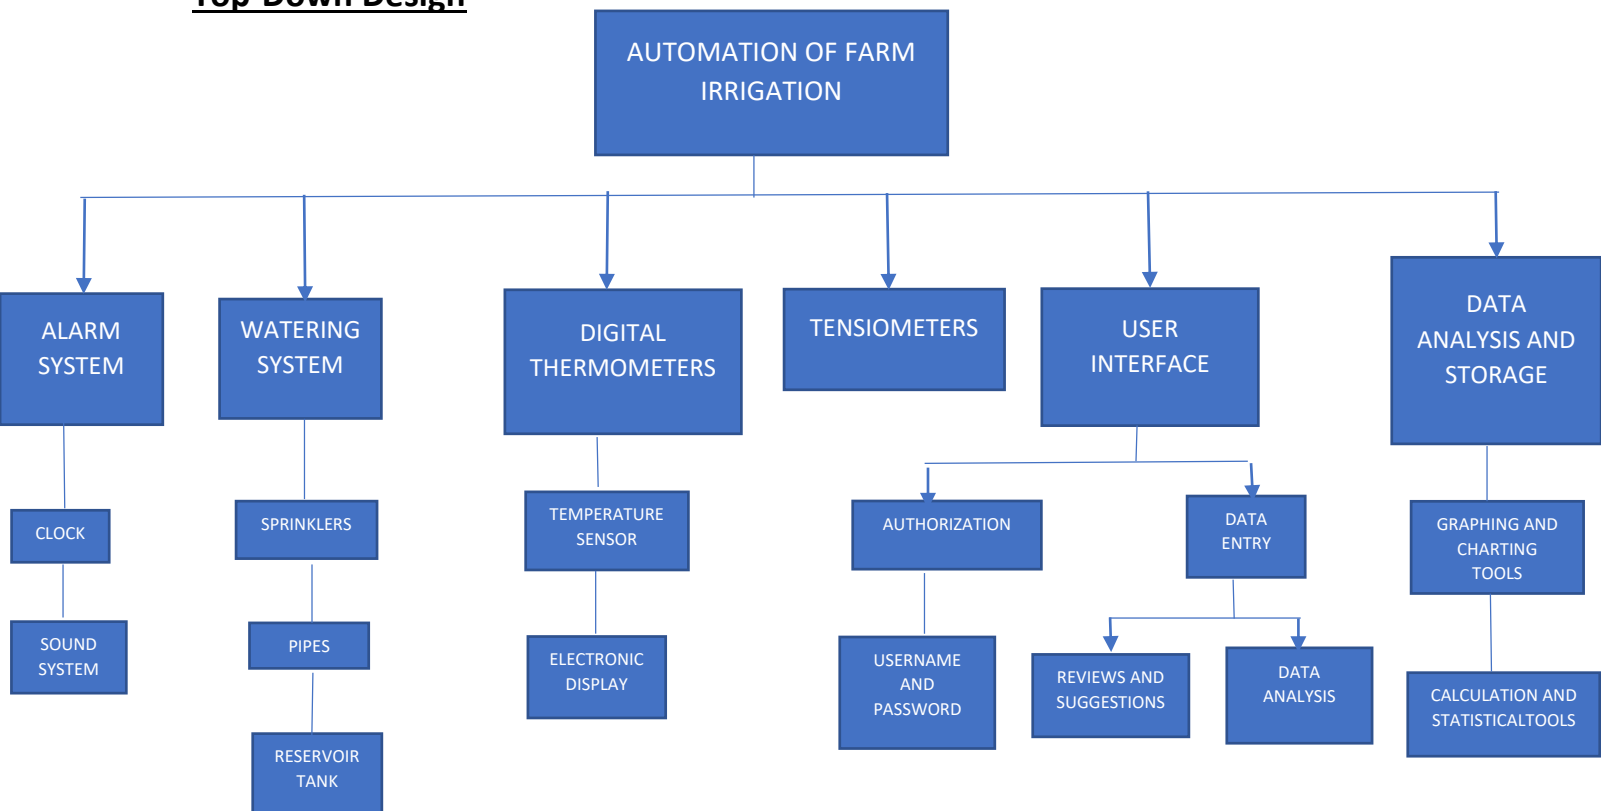 Top-Down Design
AUTOMATION OF FARM
IRRIGATION
ALARM
SYSTEM
WATERING
SYSTEM
DIGITAL
THERMOMETERS
TENSIOMETERS
USER
INTERFACE
DATA
ANALYSIS AND
STORAGE
CLOCK
SPRINKLERS
TEMPERATURE
SENSOR
AUTHORIZATION
DATA
ENTRY
GRAPHING AND
CHARTING
TOOLS
SOUND
SYSTEM
PIPES
ELECTRONIC
DISPLAY
USERNAME
AND
PASSWORD
REVIEWS AND
SUGGESTIONS
DATA
ANALYSIS
CALCULATION AND
STATISTICALTOOLS
RESERVOIR
TANK